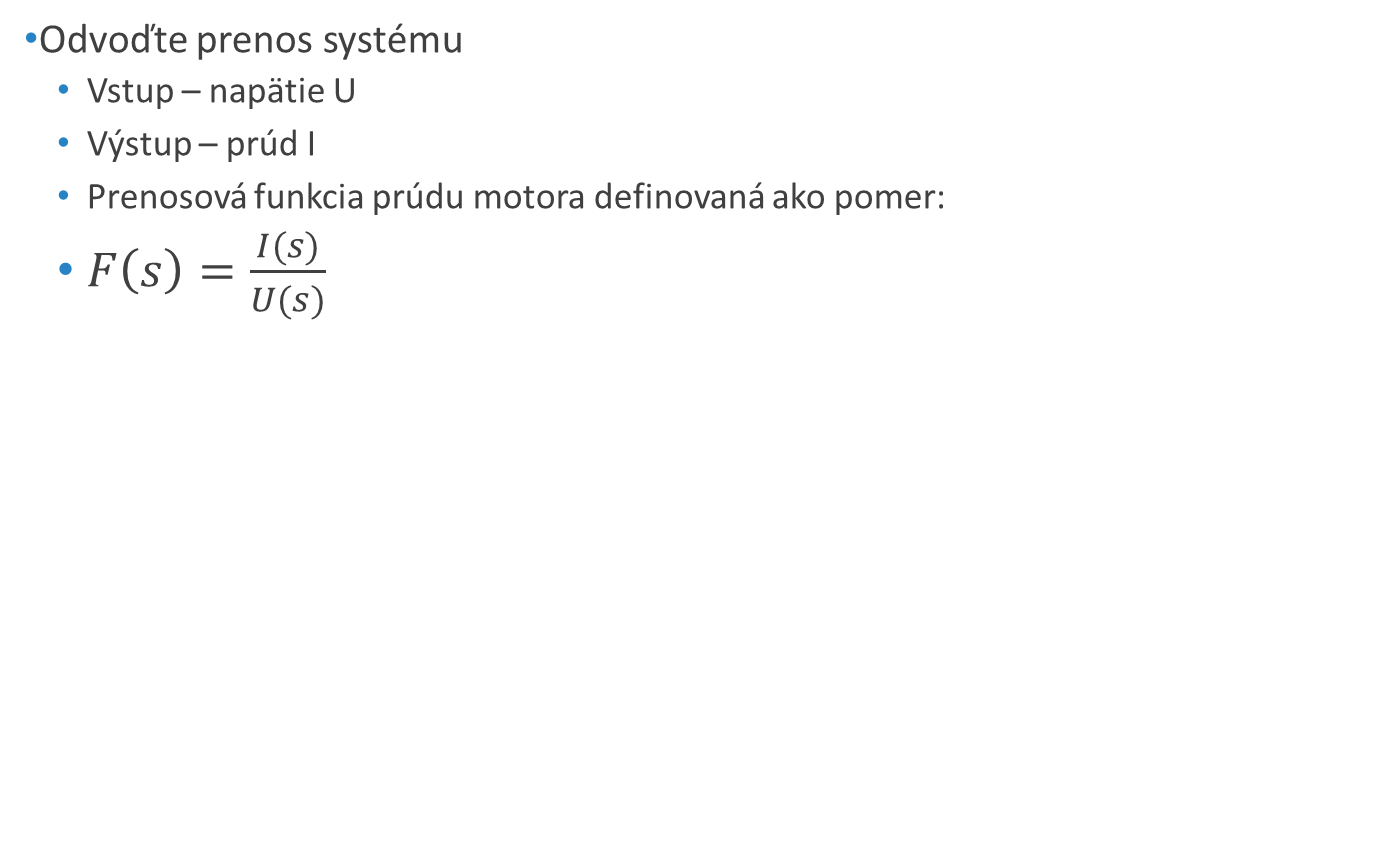 •Odvoďte prenos systému
• Vstup – napätie U
• Výstup – prúd I
• Prenosová funkcia prúdu motora definovaná ako pomer:
• F(s) = I(s)/U(s)